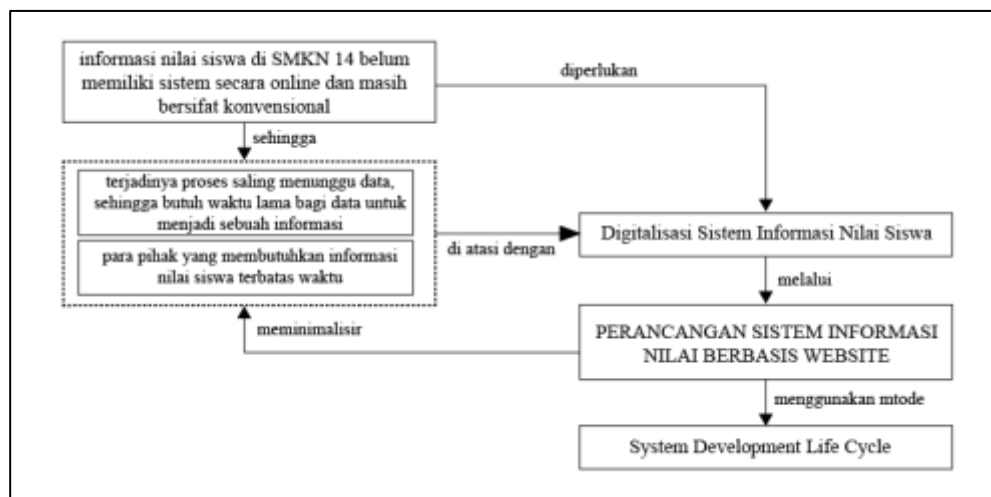 informasi nilai siswa di SMKN 14 belum
memiliki sistem secara online dan masih
bersifat konvensional
diperlukan
sehingga
terjadinya proses saling menunggu data,
sehingga butuh waktu lama bagi data untuk
menjadi sebuah informasi
para pihak yang membutuhkan informasi
nilai siswa terbatas waktu
di atasi dengan
Digitalisasi Sistem Informasi Nilai Siswa
melalui
meminimalisir
PERANCANGAN SISTEM INFORMASI
NILAI BERBASIS WEBSITE
menggunakan mtode
System Development Life Cycle